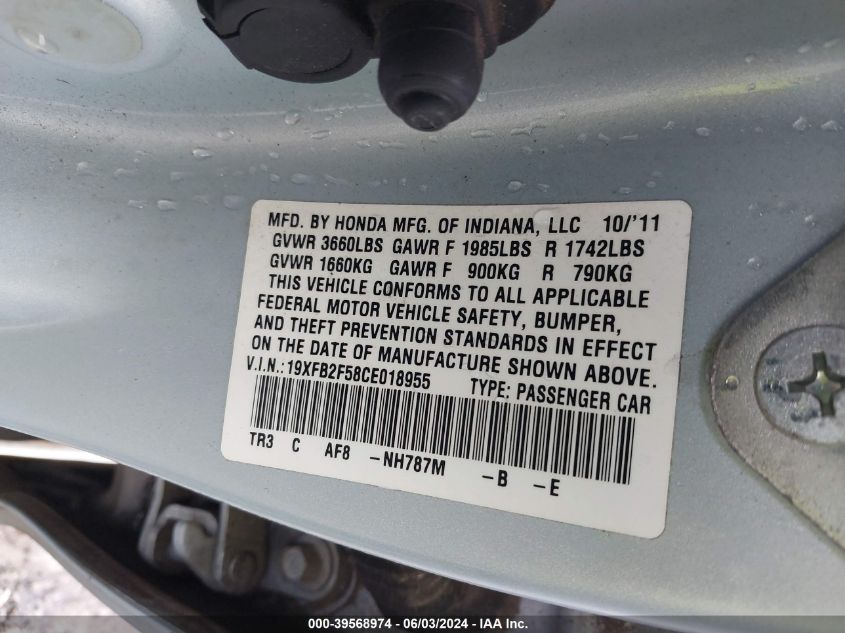 MFD. BY HONDA MFG. OF INDIANA, LLC 10/'11
GVWR 3660LBS GAWR F 1985LBS R 1742LBS
GVWR 1660KG GAWR F 900KG R 790KG
THIS VEHICLE CONFORMS TO ALL APPLICABLE
FEDERAL MOTOR VEHICLE SAFETY, BUMPER,
AND THEFT PREVENTION STANDARDS IN EFFECT
ON THE DATE OF MANUFACTURE SHOWN ABOVE.
V.I.N.:19XFB2F58CE018955 TYPE: PASSENGER CAR
TR3 C AF8 -NH787M -B -E
000-39568974 / 06/03/2024 - IAA Inc.